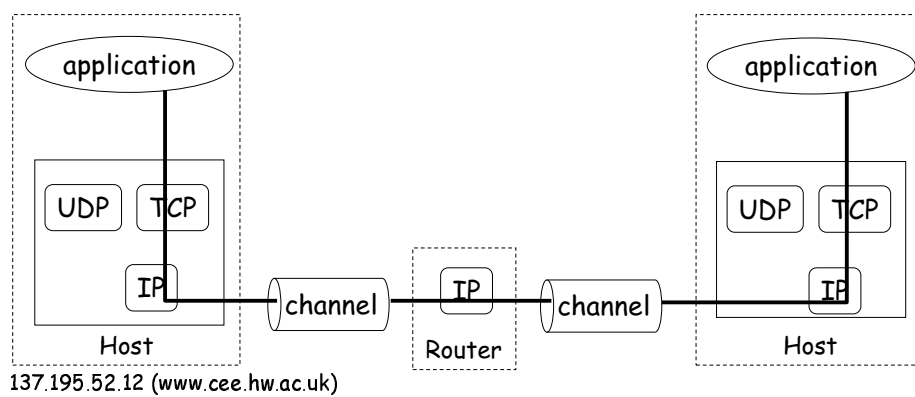 application
application
UDP
TCP
UDP
TCP
IP
IP
IP
channel
channel
Host
Router
Host
137.195.52.12 (www.cee.hw.ac.uk)